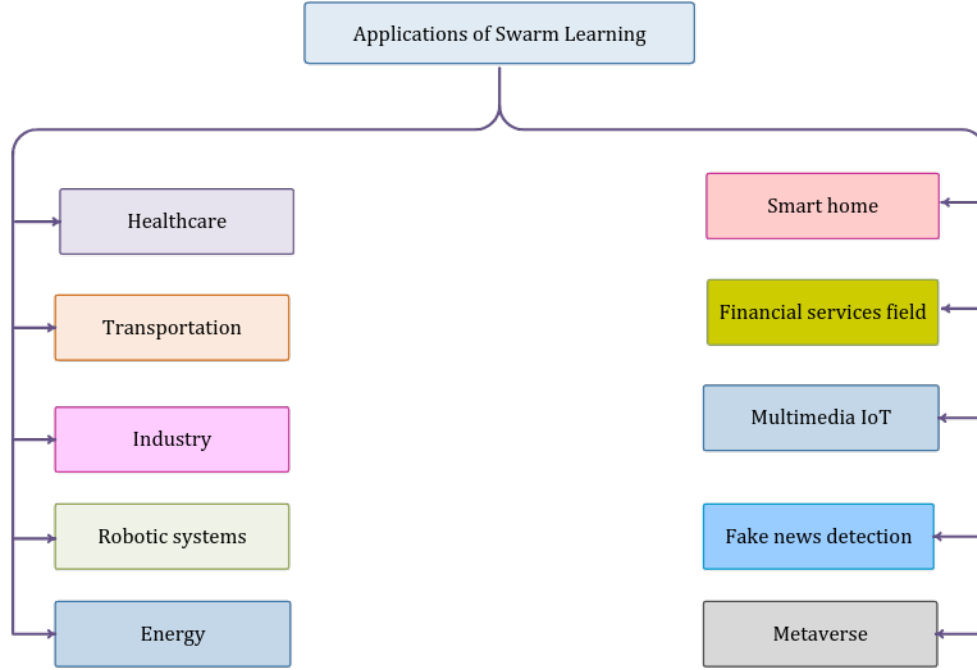 Applications of Swarm Learning
Healthcare
Transportation
Industry
Robotic systems
Energy
Smart home
Financial services field
Multimedia IoT
Fake news detection
Metaverse